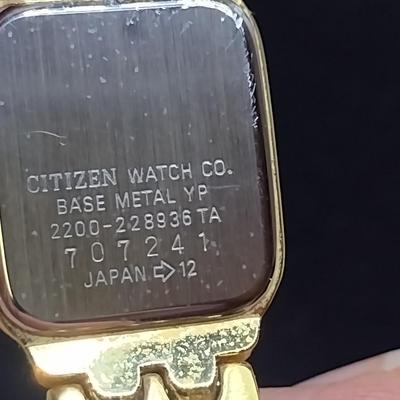 CITIZEN WATCH CO.
BASE METAL YP
2200-228936 TA
707241
JAPAN ⇨12